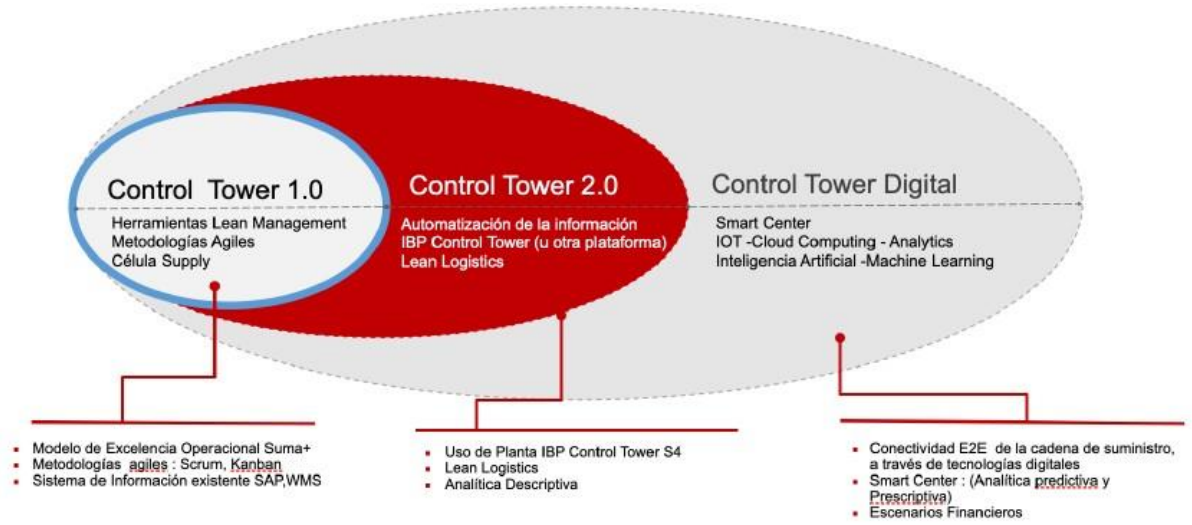 Control Tower 1.0
Herramientas Lean Management
Metodologías Agiles
Célula Supply
Control Tower 2.0
Automatización de la información
IBP Control Tower (u otra plataforma)
Lean Logistics
Control Tower Digital
Smart Center
IOT -Cloud Computing - Analytics
Inteligencia Artificial -Machine Learning
▪ Modelo de Excelencia Operacional Suma+
▪ Metodologías agiles : Scrum, Kanban
▪ Sistema de Información existente SAP,WMS
▪ Uso de Planta IBP Control Tower S4
▪ Lean Logistics
▪ Analítica Descriptiva
▪ Conectividad E2E de la cadena de suministro,
a través de tecnologías digitales
▪ Smart Center : (Analítica predictiva y
Prescriptiva)
▪ Escenarios Financieros